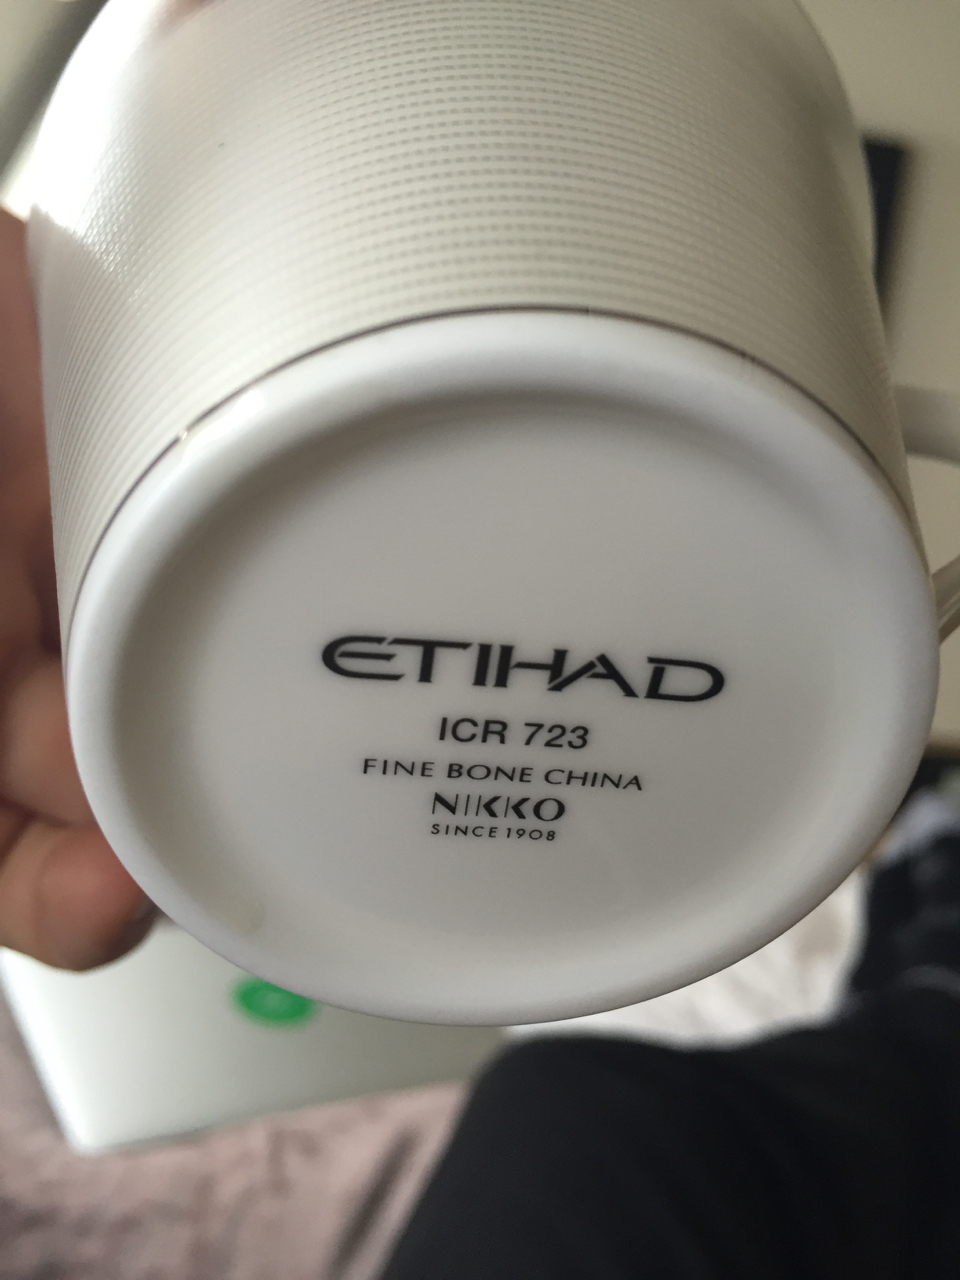 ETIHAD
ICR 723
FINE BONE CHINA
NIKKO
SINCE 1908